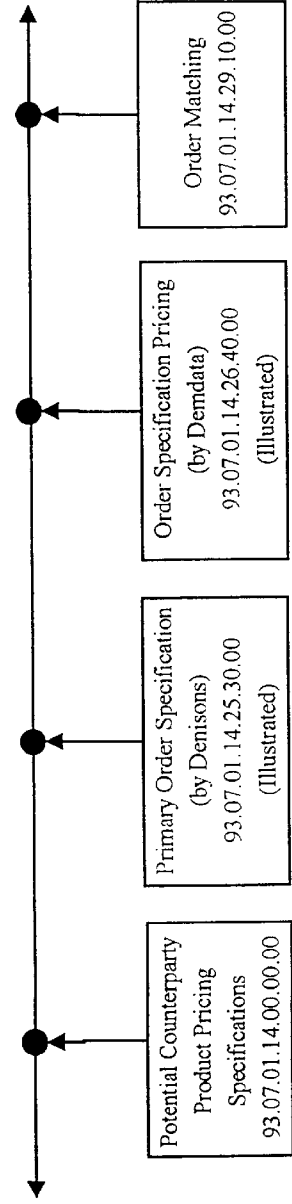 Potential Counterparty
Product Pricing
Specifications
93.07.01.14.00.00.00
Primary Order Specification
(by Denisons)
93.07.01.14.25.30.00
(Illustrated)
Order Specification Pricing
(by Demdata)
93.07.01.14.26.40.00
(Illustrated)
Order Matching
93.07.01.14.29.10.00